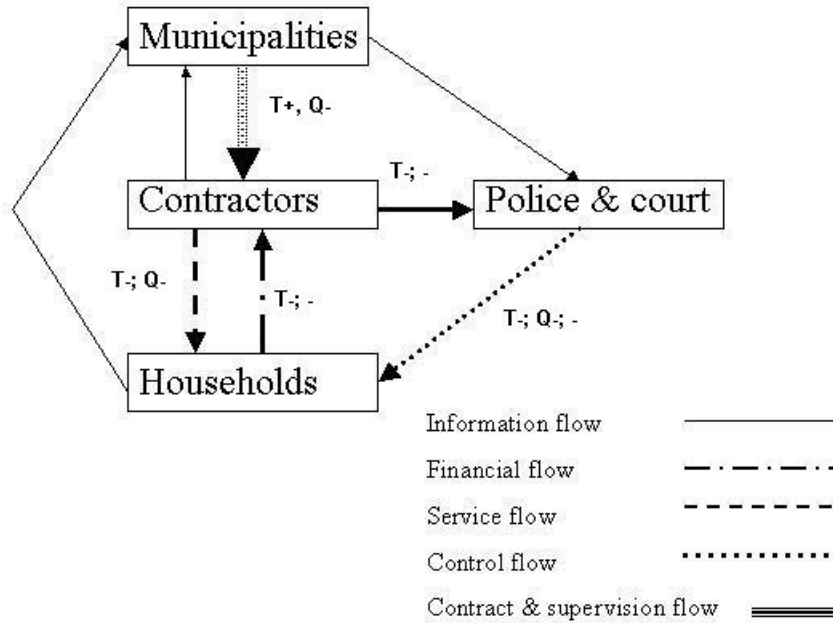 Municipalities
T+, Q-
T-; -
Contractors
Police & court
T-; Q-
T-; -
T-; Q-; -
Households
Information flow
Financial flow
Service flow
Control flow
Contract & supervision flow